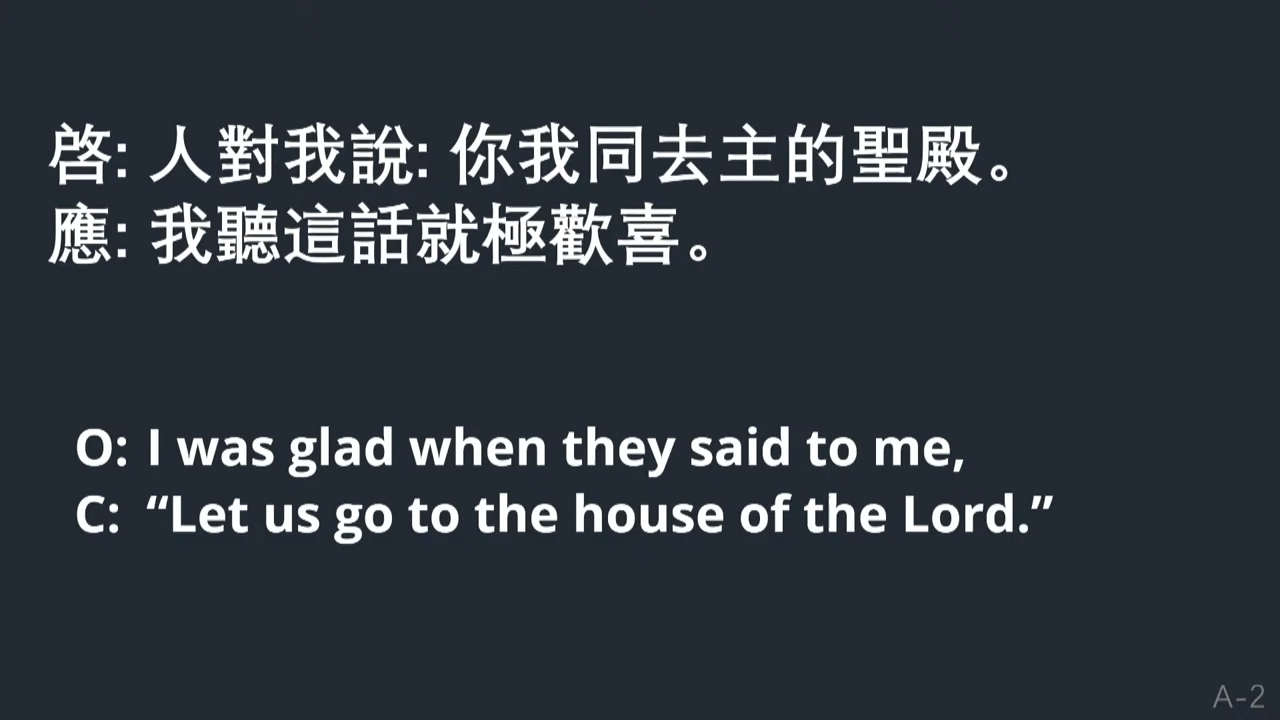 啓: 人對我說: 你我同去主的聖殿。
應: 我聽這話就極歡喜。
O: I was glad when they said to me,
C: “Let us go to the house of the Lord.”
A-2